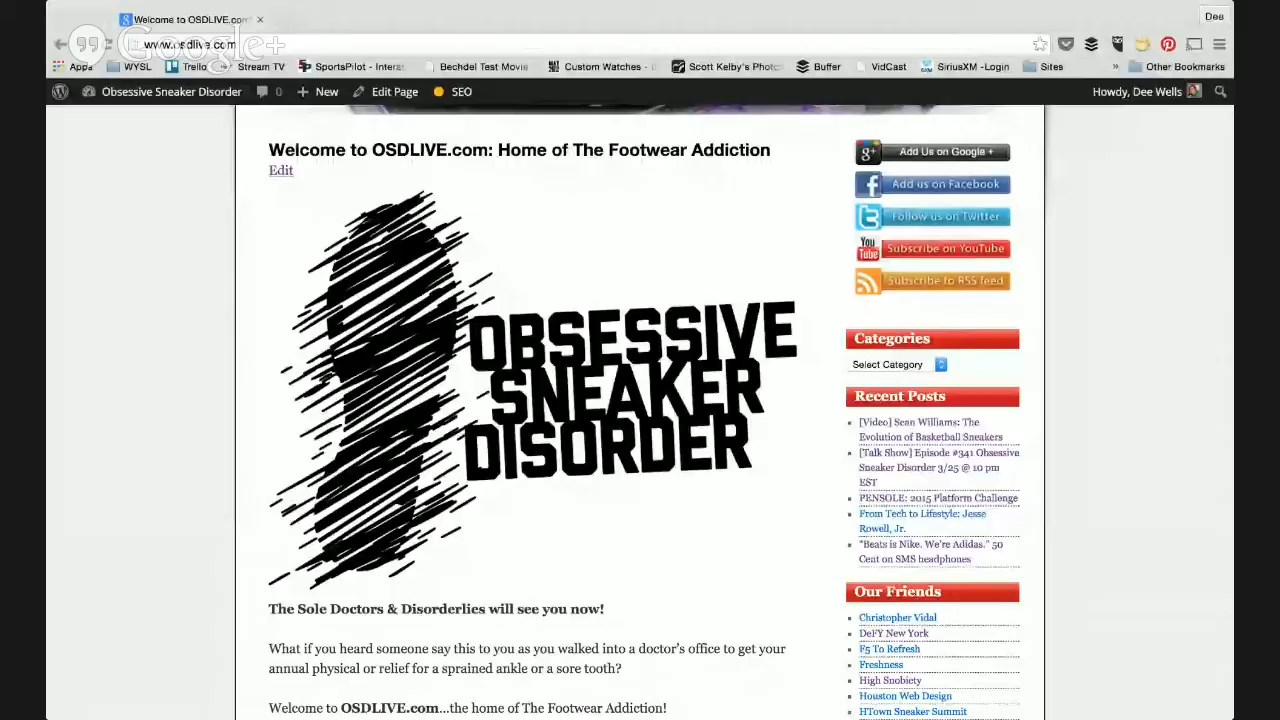 Welcome to OSDLIVE.com
Dee
Google+
www.osdlive.com
Apps WYSL Trello Stream TV SportsPilot - Interac Bechdel Test Movie Custom Watches - Scott Kelby's Photo Buffer VidCast SiriusXM -Login Sites » Other Bookmarks
Obsessive Sneaker Disorder 0 New Edit Page SEO Howdy, Dee Wells
Welcome to OSDLIVE.com: Home of The Footwear Addiction
Edit
OBSESSIVE
SNEAKER
DISORDER
The Sole Doctors & Disorderlies will see you now!
What if you heard someone say this to you as you walked into a doctor's office to get your
annual physical or relief for a sprained ankle or a sore tooth?
Welcome to OSDLIVE.com...the home of The Footwear Addiction!
g+ Add Us on Google +
f Add us on Facebook
t Follow us on Twitter
You Tube Subscribe on YouTube
Subscribe to RSS feed
Categories
Select Category
Recent Posts
[Video] Sean Williams: The
Evolution of Basketball Sneakers
[Talk Show] Episode #341 Obsessive
Sneaker Disorder 3/25 @ 10 pm
EST
PENSOLE: 2015 Platform Challenge
From Tech to Lifestyle: Jesse
Rowell, Jr.
"Beats is Nike. We're Adidas." 50
Cent on SMS headphones
Our Friends
Christopher Vidal
DeFY New York
F5 To Refresh
Freshness
High Snobiety
Houston Web Design
HTown Sneaker Summit